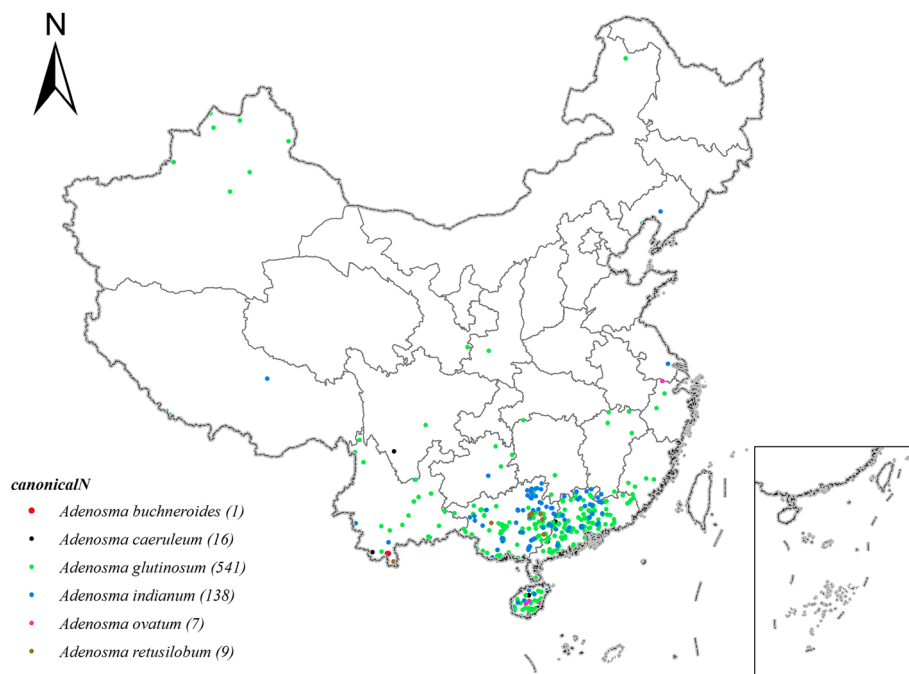 N
canonicalN
Adenosma buchneroides (1)
Adenosma caeruleum (16)
Adenosma glutinosum (541)
Adenosma indianum (138)
Adenosma ovatum (7)
Adenosma retusilobum (9)